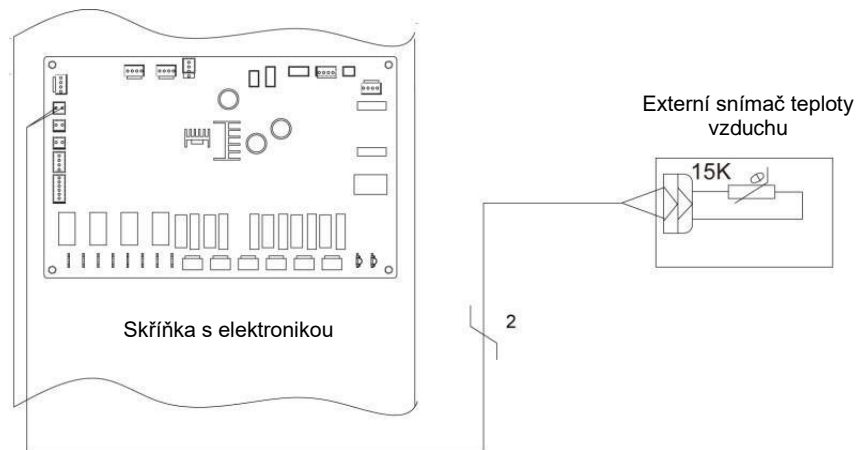 Externí snímač teploty
vzduchu
15K
Skříňka s elektronikou
2